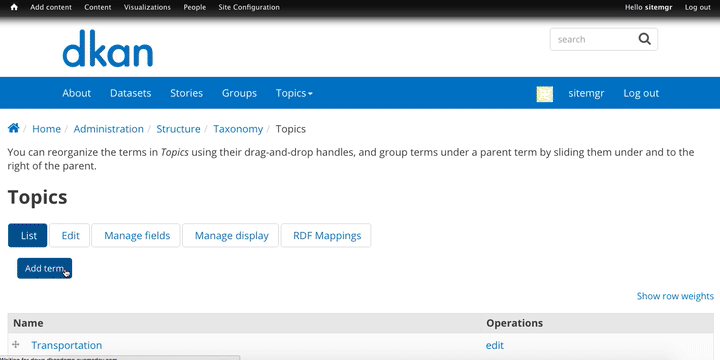 Add content Content Visualizations People Site Configuration Hello sitemgr Log out
dkan
search
About Datasets Stories Groups Topics sitemgr Log out
/ Home / Administration / Structure / Taxonomy / Topics
You can reorganize the terms in Topics using their drag-and-drop handles, and group terms under a parent term by sliding them under and to the
right of the parent.
Topics
List Edit Manage fields Manage display RDF Mappings
Add term
Show row weights
Name Operations
Transportation edit